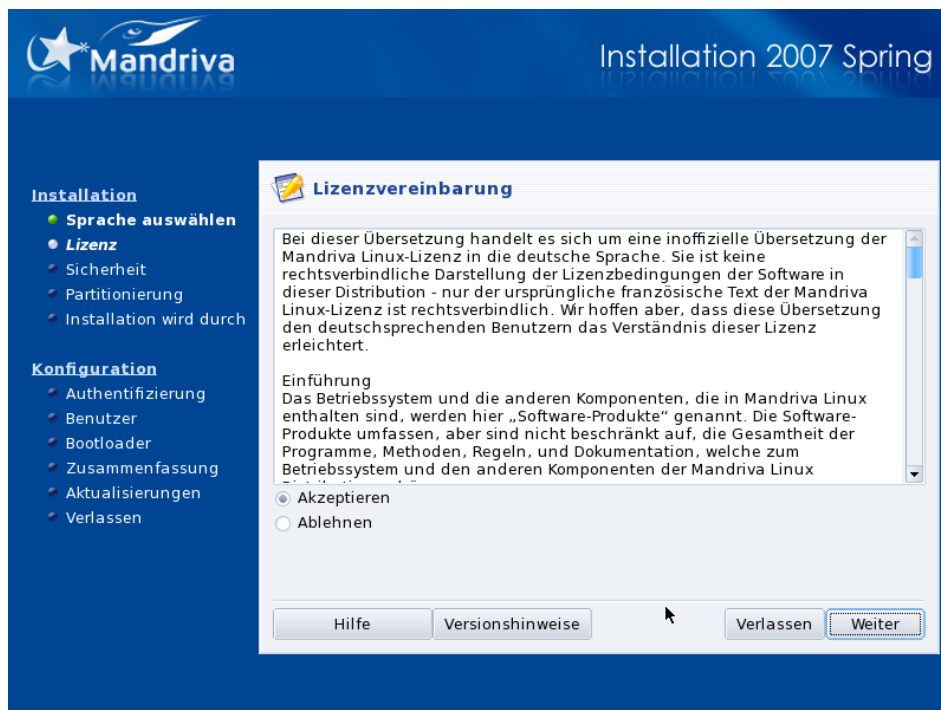 Mandriva
Installation 2007 Spring
Installation
Sprache auswählen
Lizenz
Sicherheit
Partitionierung
Installation wird durch
Konfiguration
Authentifizierung
Benutzer
Bootloader
Zusammenfassung
Aktualisierungen
Verlassen
Lizenzvereinbarung
Bei dieser Übersetzung handelt es sich um eine inoffizielle Übersetzung der
Mandriva Linux-Lizenz in die deutsche Sprache. Sie ist keine
rechtsverbindliche Darstellung der Lizenzbedingungen der Software in
dieser Distribution - nur der ursprüngliche französische Text der Mandriva
Linux-Lizenz ist rechtsverbindlich. Wir hoffen aber, dass diese Übersetzung
den deutschsprechenden Benutzern das Verständnis dieser Lizenz
erleichtert.
Einführung
Das Betriebssystem und die anderen Komponenten, die in Mandriva Linux
enthalten sind, werden hier „Software-Produkte“ genannt. Die Software-
Produkte umfassen, aber sind nicht beschränkt auf, die Gesamtheit der
Programme, Methoden, Regeln, und Dokumentation, welche zum
Betriebssystem und den anderen Komponenten der Mandriva Linux
Akzeptieren
Ablehnen
Hilfe
Versionshinweise
Verlassen
Weiter